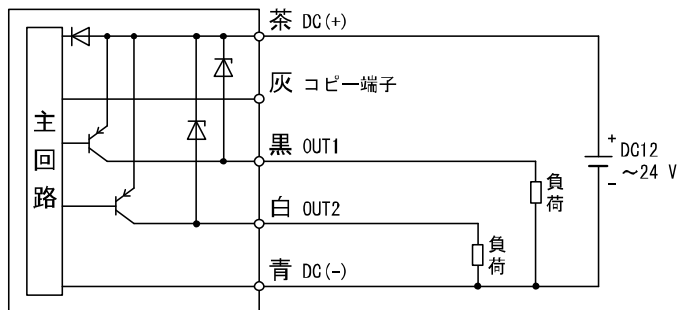 茶 DC(+)
灰 コピー端子
主回路
黒 OUT1
白 OUT2
青 DC(-)
負荷
負荷
+
DC12
～24 V
-